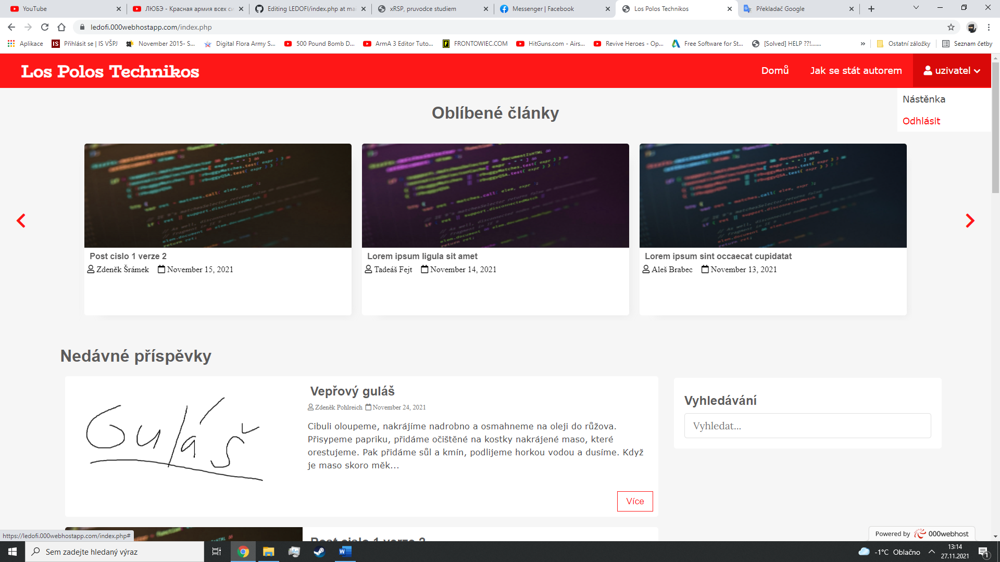 YouTube
ЛЮБЭ - Красная армия всех си
Editing LEDOFI/index.php at mai
xRSP, pruvodce studiem
Messenger | Facebook
Los Polos Technikos
Překladač Google
ledofi.000webhostapp.com/index.php
Aplikace
IS
Přihlásit se | IS VŠPJ
November 2015- S...
Digital Flora Army S...
500 Pound Bomb D...
ArmA 3 Editor Tuto...
FRONTOWIEC.COM
HitGuns.com - Airs...
Revive Heroes - Op...
Free Software for St...
[Solved] HELP ??!.......
»
Ostatní záložky
Seznam četby
Los Polos Technikos
Domů
Jak se stát autorem
uzivatel
Nástěnka
Odhlásit
Oblíbené články
Post cislo 1 verze 2
Zdeněk Šrámek November 15, 2021
Lorem ipsum ligula sit amet
Tadeáš Fejt November 14, 2021
Lorem ipsum sint occaecat cupidatat
Aleš Brabec November 13, 2021
Nedávné příspěvky
Guláš
Vepřový guláš
Zdeněk Pohlreich November 24, 2021
Cibuli oloupeme, nakrájíme nadrobno a osmahneme na oleji do růžova.
Přisypeme papriku, přidáme očištěné na kostky nakrájené maso, které
orestujeme. Pak přidáme sůl a kmín, podlijeme horkou vodou a dusíme. Když
je maso skoro měk...
Více
Vyhledávání
Vyhledat...
Post cislo 1 verze 2
https://ledofi.000webhostapp.com/index.php#
Powered by 000webhost
Sem zadejte hledaný výraz
-1°C Oblačno
13:14
27.11.2021
1